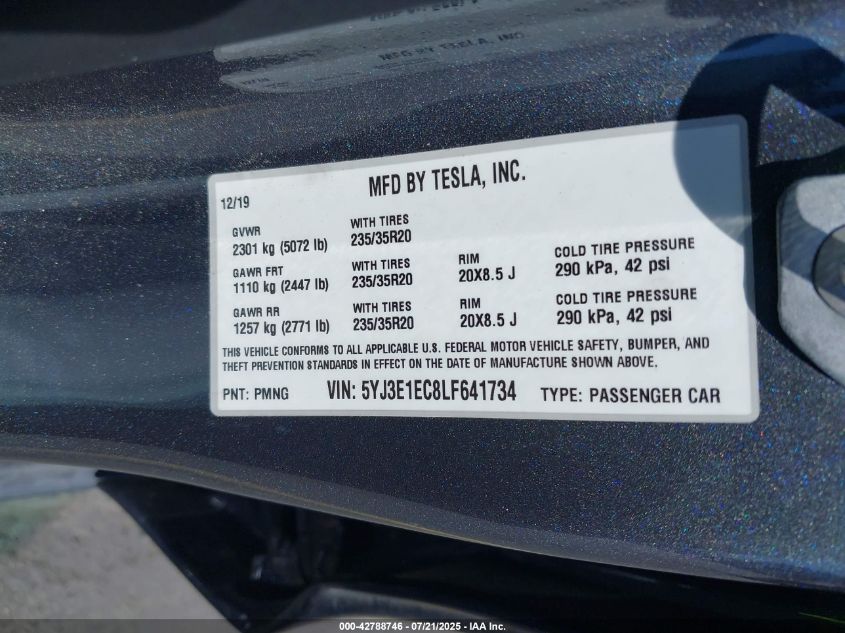 MFG BY TESLA, INC.
MFD BY TESLA, INC.
12/19
GVWR
2301 kg (5072 lb)
WITH TIRES
235/35R20
GAWR FRT
1110 kg (2447 lb)
WITH TIRES
235/35R20
RIM
20X8.5 J
COLD TIRE PRESSURE
290 kPa, 42 psi
GAWR RR
1257 kg (2771 lb)
WITH TIRES
235/35R20
RIM
20X8.5 J
COLD TIRE PRESSURE
290 kPa, 42 psi
THIS VEHICLE CONFORMS TO ALL APPLICABLE U.S. FEDERAL MOTOR VEHICLE SAFETY, BUMPER, AND
THEFT PREVENTION STANDARDS IN EFFECT ON THE DATE OF MANUFACTURE SHOWN ABOVE.
PNT: PMNG VIN: 5YJ3E1EC8LF641734 TYPE: PASSENGER CAR
000-42788746 - 07/21/2025 - IAA, Inc.